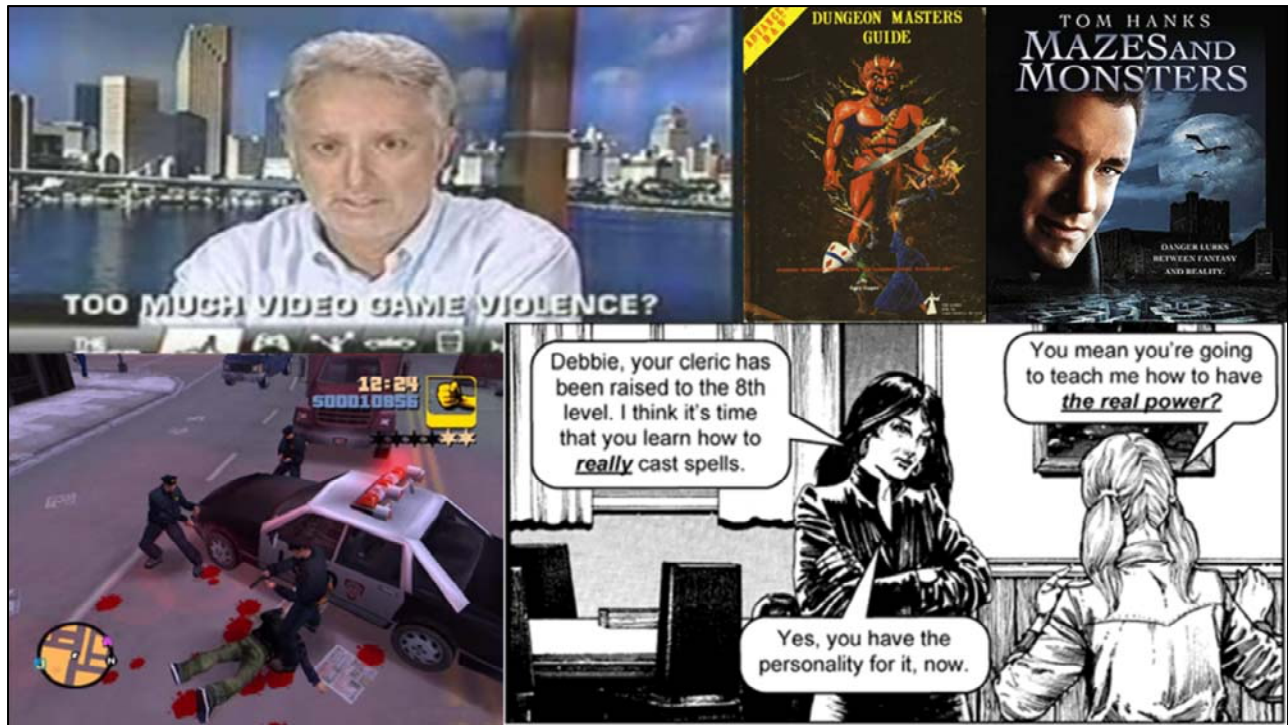 TOO MUCH VIDEO GAME VIOLENCE?
THE
ADVANCED
D&D
DUNGEON MASTERS
GUIDE
TOM HANKS
MAZES AND
MONSTERS
DANGER LURKS
BETWEEN FANTASY
AND REALITY.
12:24
$00010856
N
Debbie, your cleric has
been raised to the 8th
level. I think it's time
that you learn how to
really cast spells.
You mean you're going
to teach me how to have
the real power?
Yes, you have the
personality for it, now.